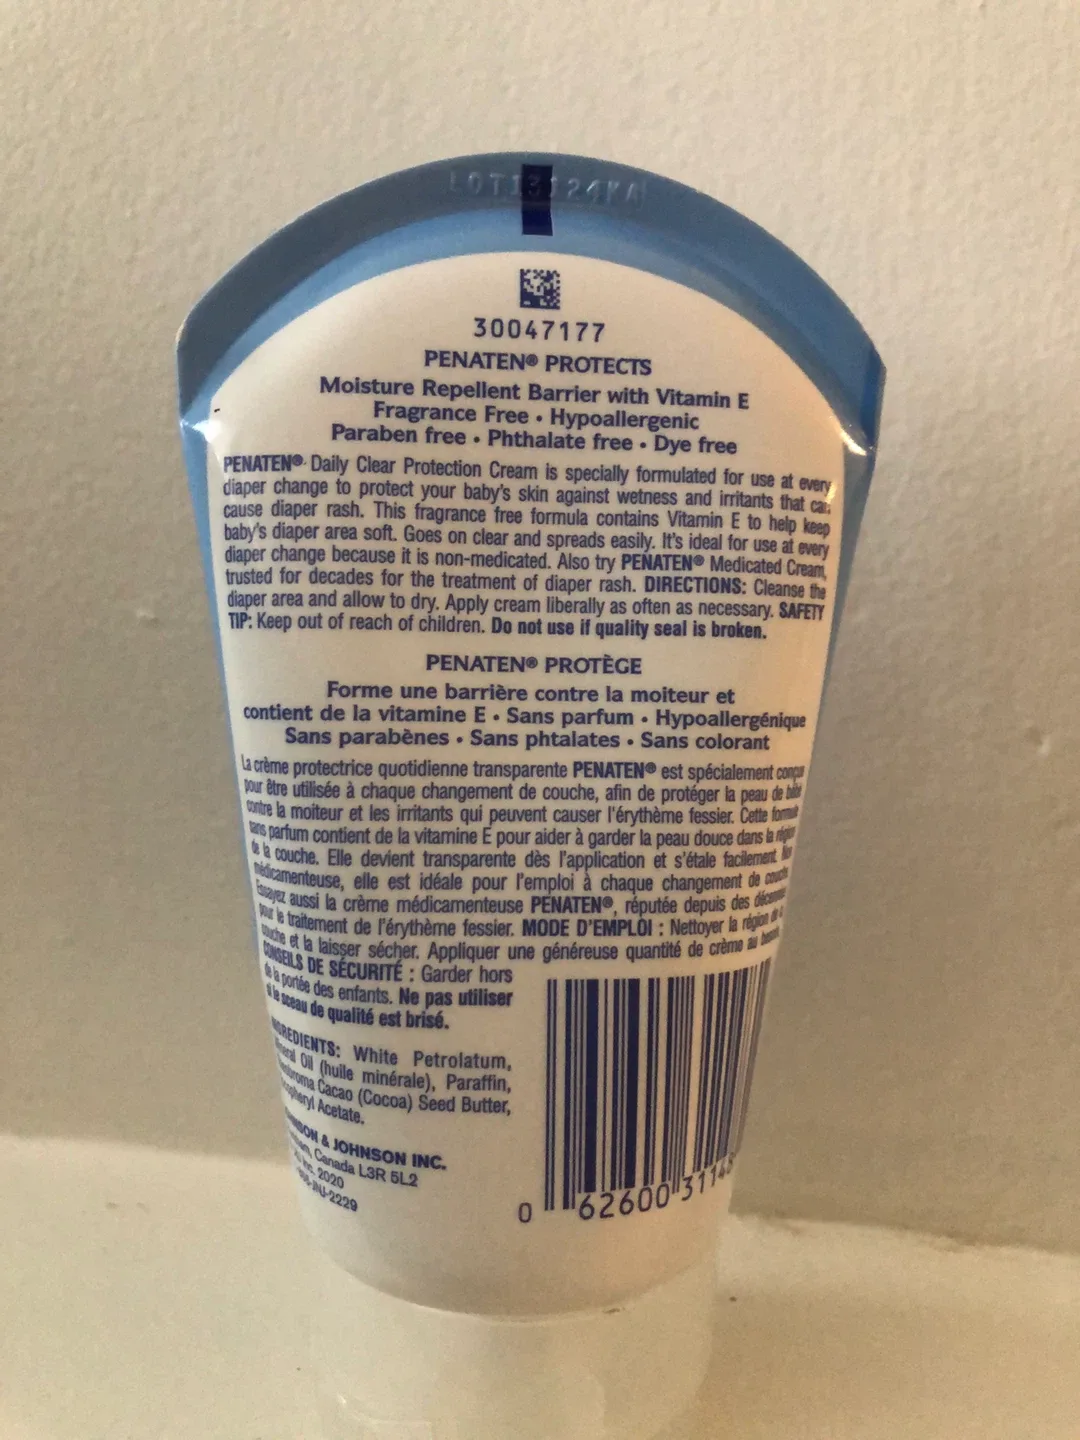 30047177
PENATEN® PROTECTS
Moisture Repellent Barrier with Vitamin E
Fragrance Free • Hypoallergenic
Paraben free • Phthalate free • Dye free
PENATEN® Daily Clear Protection Cream is specially formulated for use at every
diaper change to protect your baby's skin against wetness and irritants that can
cause diaper rash. This fragrance free formula contains Vitamin E to help keep
baby's diaper area soft. Goes on clear and spreads easily. It's ideal for use at every
diaper change because it is non-medicated. Also try PENATEN® Medicated Cream,
trusted for decades for the treatment of diaper rash. DIRECTIONS: Cleanse the
diaper area and allow to dry. Apply cream liberally as often as necessary. SAFETY
TIP: Keep out of reach of children. Do not use if quality seal is broken.
PENATEN® PROTÈGE
Forme une barrière contre la moiteur et
contient de la vitamine E • Sans parfum • Hypoallergénique
Sans parabènes • Sans phtalates • Sans colorant
La crème protectrice quotidienne transparente PENATEN® est spécialement conçue
pour être utilisée à chaque changement de couche, afin de protéger la peau de bébé
contre la moiteur et les irritants qui peuvent causer l'érythème fessier. Cette formule
sans parfum contient de la vitamine E pour aider à garder la peau douce dans la région
de la couche. Elle devient transparente dès l'application et s'étale facilement. Non
médicamenteuse, elle est idéale pour l'emploi à chaque changement de couche.
Essayez aussi la crème médicamenteuse PENATEN®, réputée depuis des décennies
pour le traitement de l'érythème fessier. MODE D'EMPLOI : Nettoyer la région de la
couche et la laisser sécher. Appliquer une généreuse quantité de crème au besoin.
CONSEILS DE SÉCURITÉ : Garder hors
de la portée des enfants. Ne pas utiliser
si le sceau de qualité est brisé.
INGREDIENTS: White Petrolatum,
Mineral Oil (huile minérale), Paraffin,
Cacao (Cocoa) Seed Butter,
Acetate.
JOHNSON & JOHNSON INC.
Canada L3R 5L2
Inc. 2020
0 62600 3114